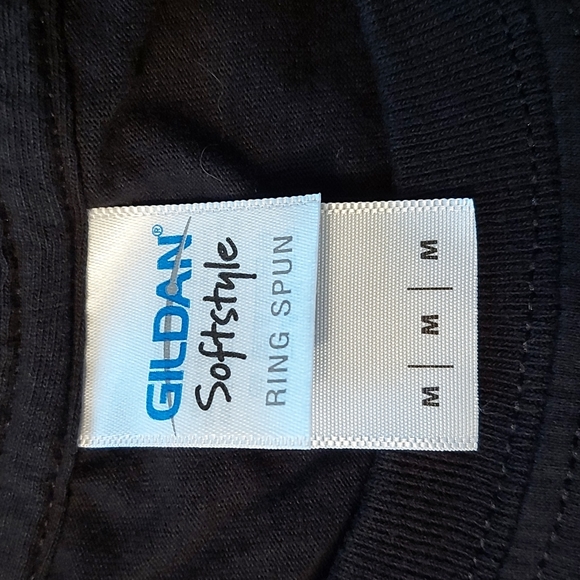 GILDAN®
Softstyle
RING SPUN
M | M | M